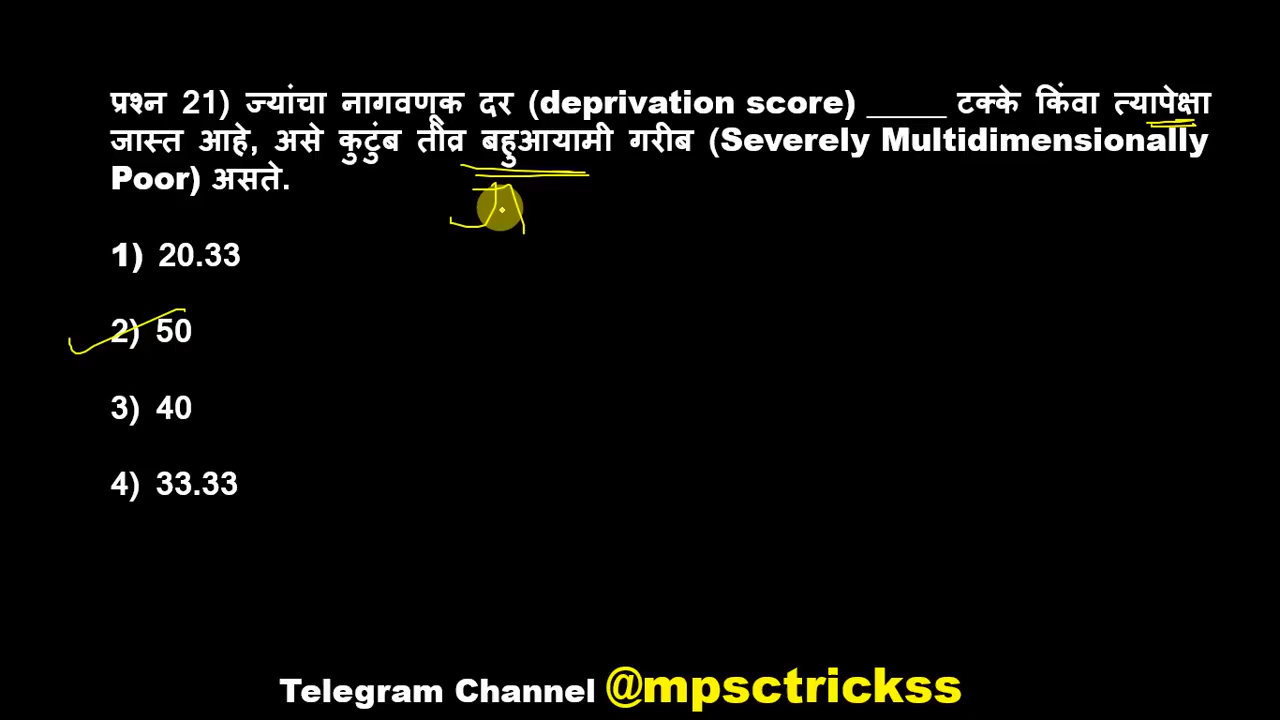 प्रश्न 21) ज्यांचा नागवणूक दर (deprivation score) _____ टक्के किंवा त्यापेक्षा
जास्त आहे, असे कुटुंब तीव्र बहुआयामी गरीब (Severely Multidimensionally
Poor) असते.
1) 20.33
2) 50
3) 40
4) 33.33
Telegram Channel @mpsctrickss